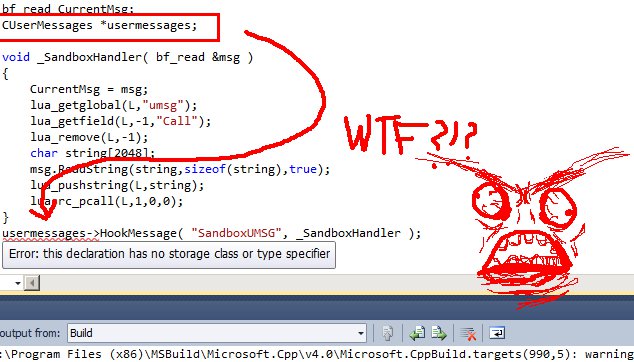 bf_read CurrentMsg;
CUserMessages *usermessages;
void _SandboxHandler( bf_read &msg )
{
CurrentMsg = msg;
lua_getglobal(L,"umsg");
lua_getfield(L,-1,"Call");
lua_remove(L,-1);
char string[2048];
WTF?!?
msg.ReadString(string,sizeof(string),true);
lua_pushstring(L,string);
lua_rc_pcall(L,1,0,0);
}
usermessages->HookMessage( "SandboxUMSG", _SandboxHandler );
Error: this declaration has no storage class or type specifier
output from: Build
:\Program Files (x86)\MSBuild\Microsoft.Cpp\v4.0\Microsoft.CppBuild.targets(990,5): warning